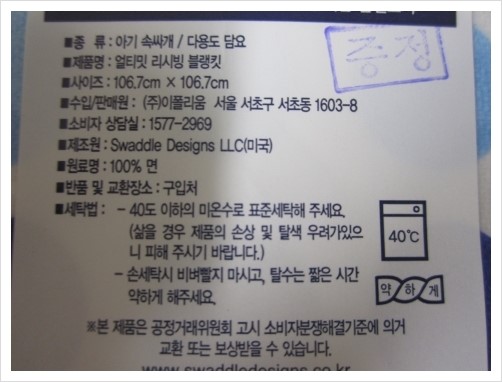 증정
■종 류 : 아기 속싸개 / 다용도 담요
■제품명 : 얼티밋 리시빙 블랭킷
■사이즈 : 106.7cm × 106.7cm
■수입/판매원 : (주)이폴리움 서울 서초구 서초동 1603-8
■소비자 상담실 : 1577-2969
■제조원 : Swaddle Designs LLC(미국)
■원료명 : 100% 면
■반품 및 교환장소 : 구입처
■세탁법 : - 40도 이하의 미온수로 표준세탁해 주세요.
(삶을 경우 제품의 손상 및 탈색 우려가있으
니 피해 주시기 바랍니다.)
40℃
- 손세탁시 비벼빨지 마시고, 탈수는 짧은 시간
약하게 해주세요.
약하게
※본 제품은 공정거래위원회 고시 소비자분쟁해결기준에 의거
교환 또는 보상받을 수 있습니다.
www.swaddledesigns.co.kr